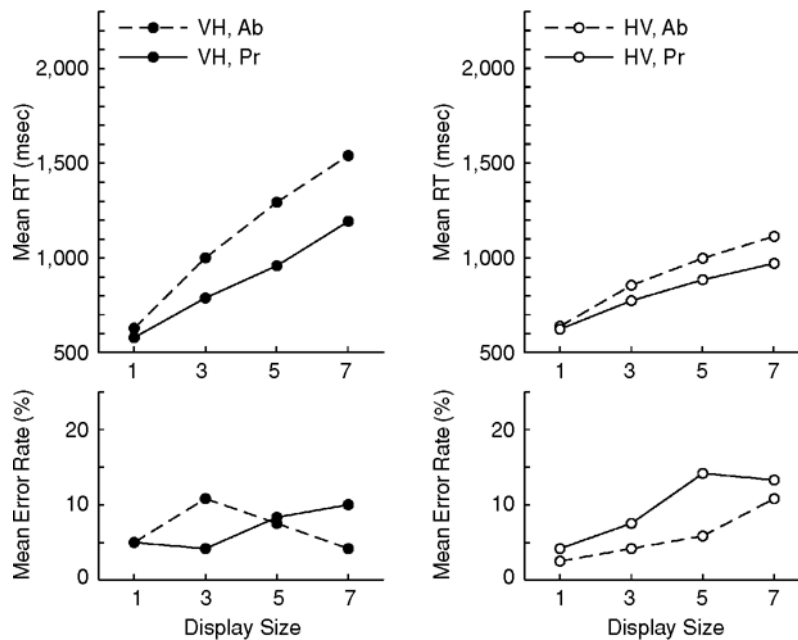 VH, Ab
VH, Pr
2,000
1,500
1,000
500
Mean RT (msec)
1 3 5 7
HV, Ab
HV, Pr
2,000
1,500
1,000
500
Mean RT (msec)
1 3 5 7
20
10
0
Mean Error Rate (%)
1 3 5 7
Display Size
20
10
0
Mean Error Rate (%)
1 3 5 7
Display Size